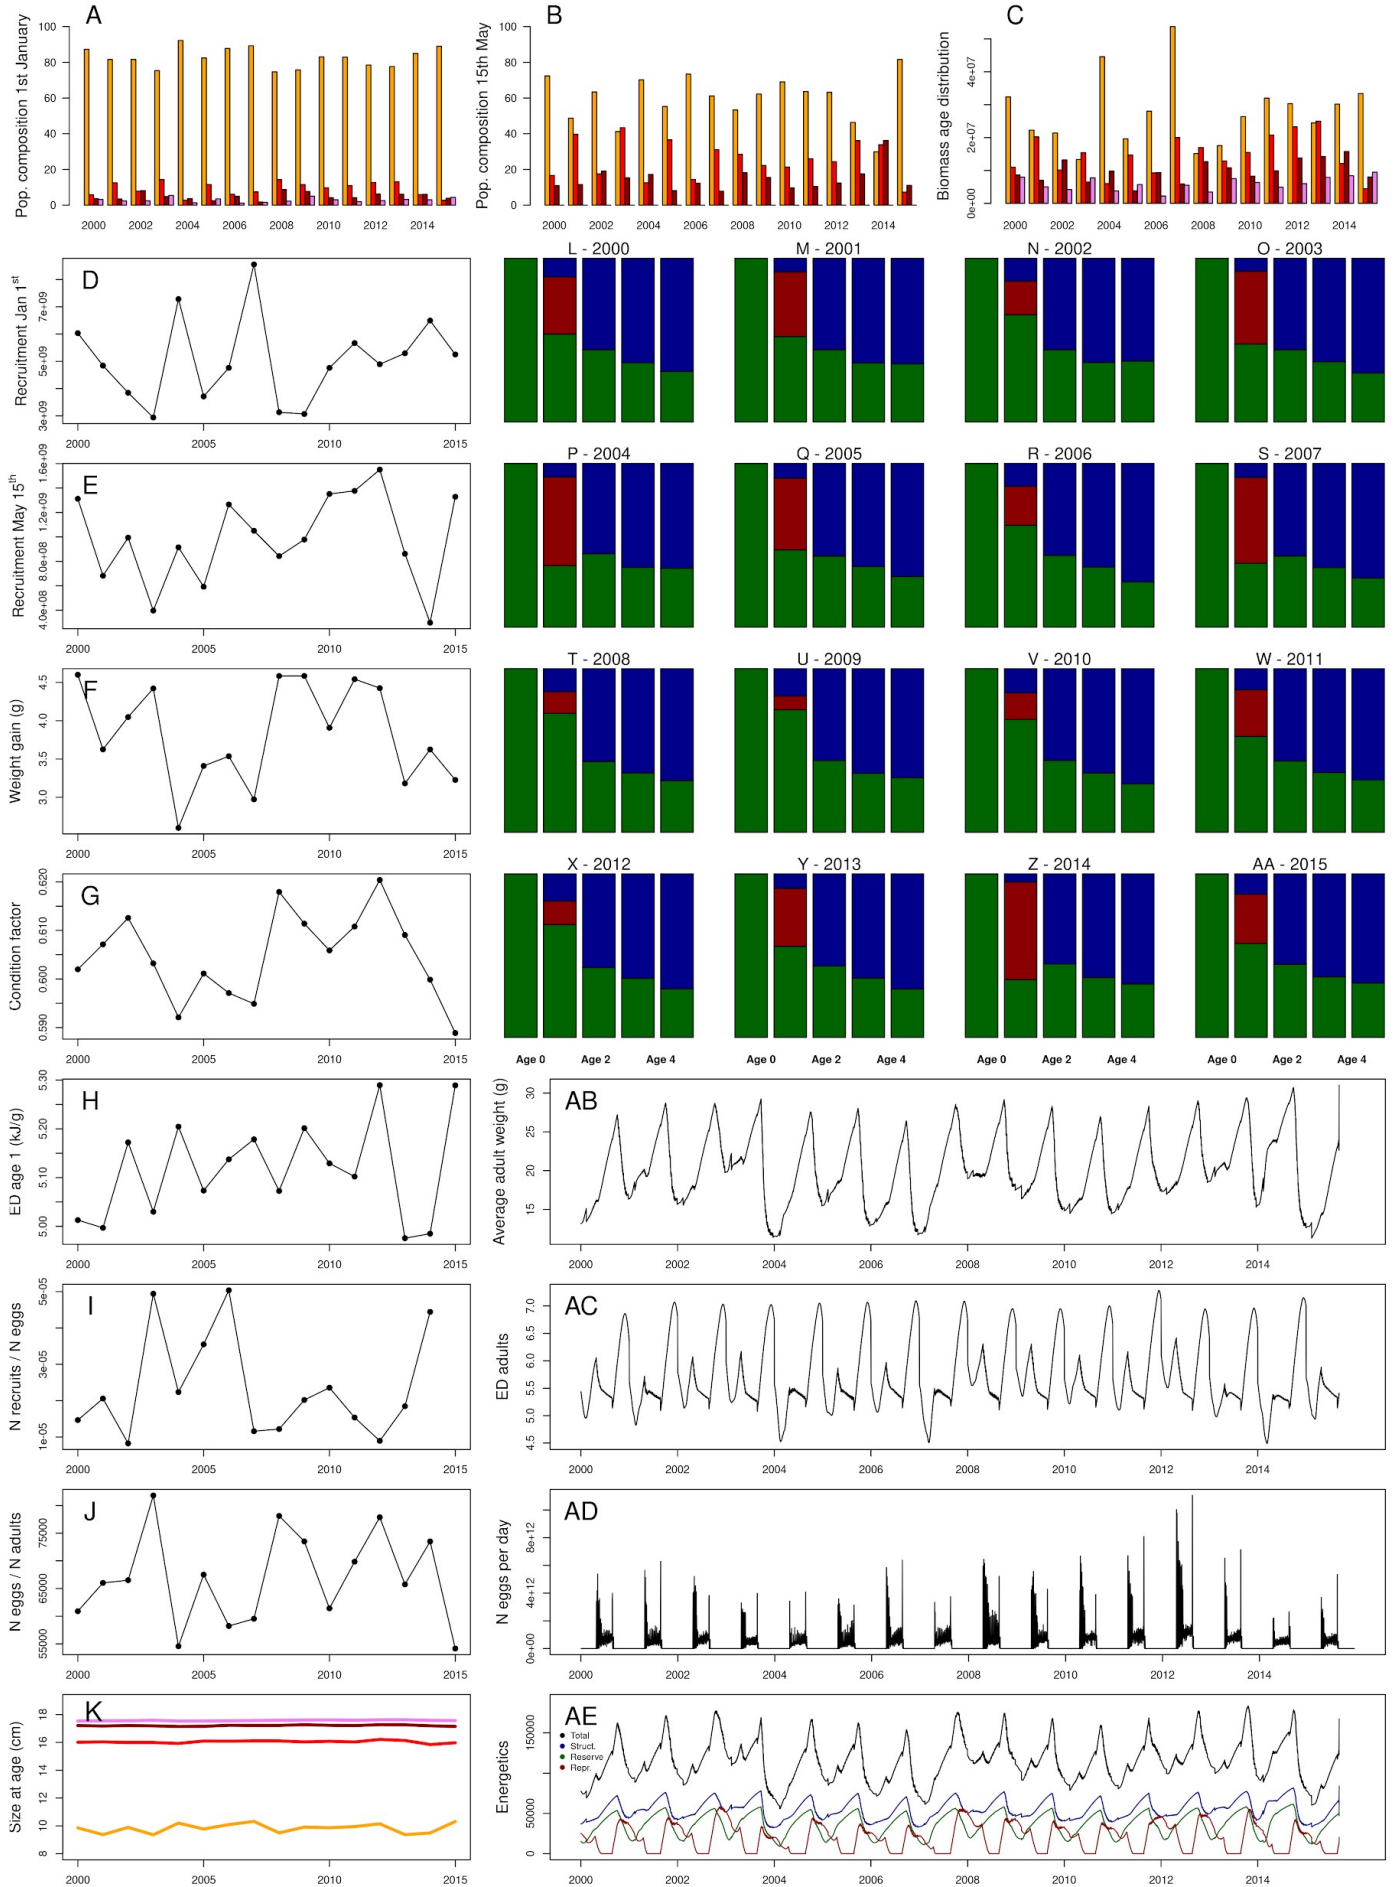 A
Pop. composition 1st January
100
80
60
40
20
0
2000 2002 2004 2006 2008 2010 2012 2014
B
Pop. composition 15th May
100
80
60
40
20
0
2000 2002 2004 2006 2008 2010 2012 2014
C
Biomass age distribution
4e+07
2e+07
0e+00
2000 2002 2004 2006 2008 2010 2012 2014
D
Recruitment Jan 1st
7e+09
5e+09
3e+09
2000 2005 2010 2015
L - 2000
M - 2001
N - 2002
O - 2003
E
Recruitment May 15th
1.6e+09
1.2e+09
8.0e+08
4.0e+08
2000 2005 2010 2015
P - 2004
Q - 2005
R - 2006
S - 2007
F
Weight gain (g)
4.5
4.0
3.5
3.0
2000 2005 2010 2015
T - 2008
U - 2009
V - 2010
W - 2011
G
Condition factor
0.620
0.610
0.600
0.590
2000 2005 2010 2015
X - 2012
Y - 2013
Z - 2014
AA - 2015
Age 0 Age 2 Age 4
Age 0 Age 2 Age 4
Age 0 Age 2 Age 4
Age 0 Age 2 Age 4
H
ED age 1 (kJ/g)
5.30
5.20
5.10
5.00
2000 2005 2010 2015
AB
Average adult weight (g)
30
25
20
15
2000 2002 2004 2006 2008 2010 2012 2014
I
N recruits / N eggs
5e-05
3e-05
1e-05
2000 2005 2010 2015
AC
ED adults
7.0
6.5
6.0
5.5
5.0
4.5
2000 2002 2004 2006 2008 2010 2012 2014
J
N eggs / N adults
75000
65000
55000
2000 2005 2010 2015
AD
N eggs per day
8e+12
4e+12
0e+00
2000 2002 2004 2006 2008 2010 2012 2014
K
Size at age (cm)
18
16
14
12
10
8
2000 2005 2010 2015
AE
Energetics
150000
50000
0
Total
Struct.
Reserve
Repr.
2000 2002 2004 2006 2008 2010 2012 2014